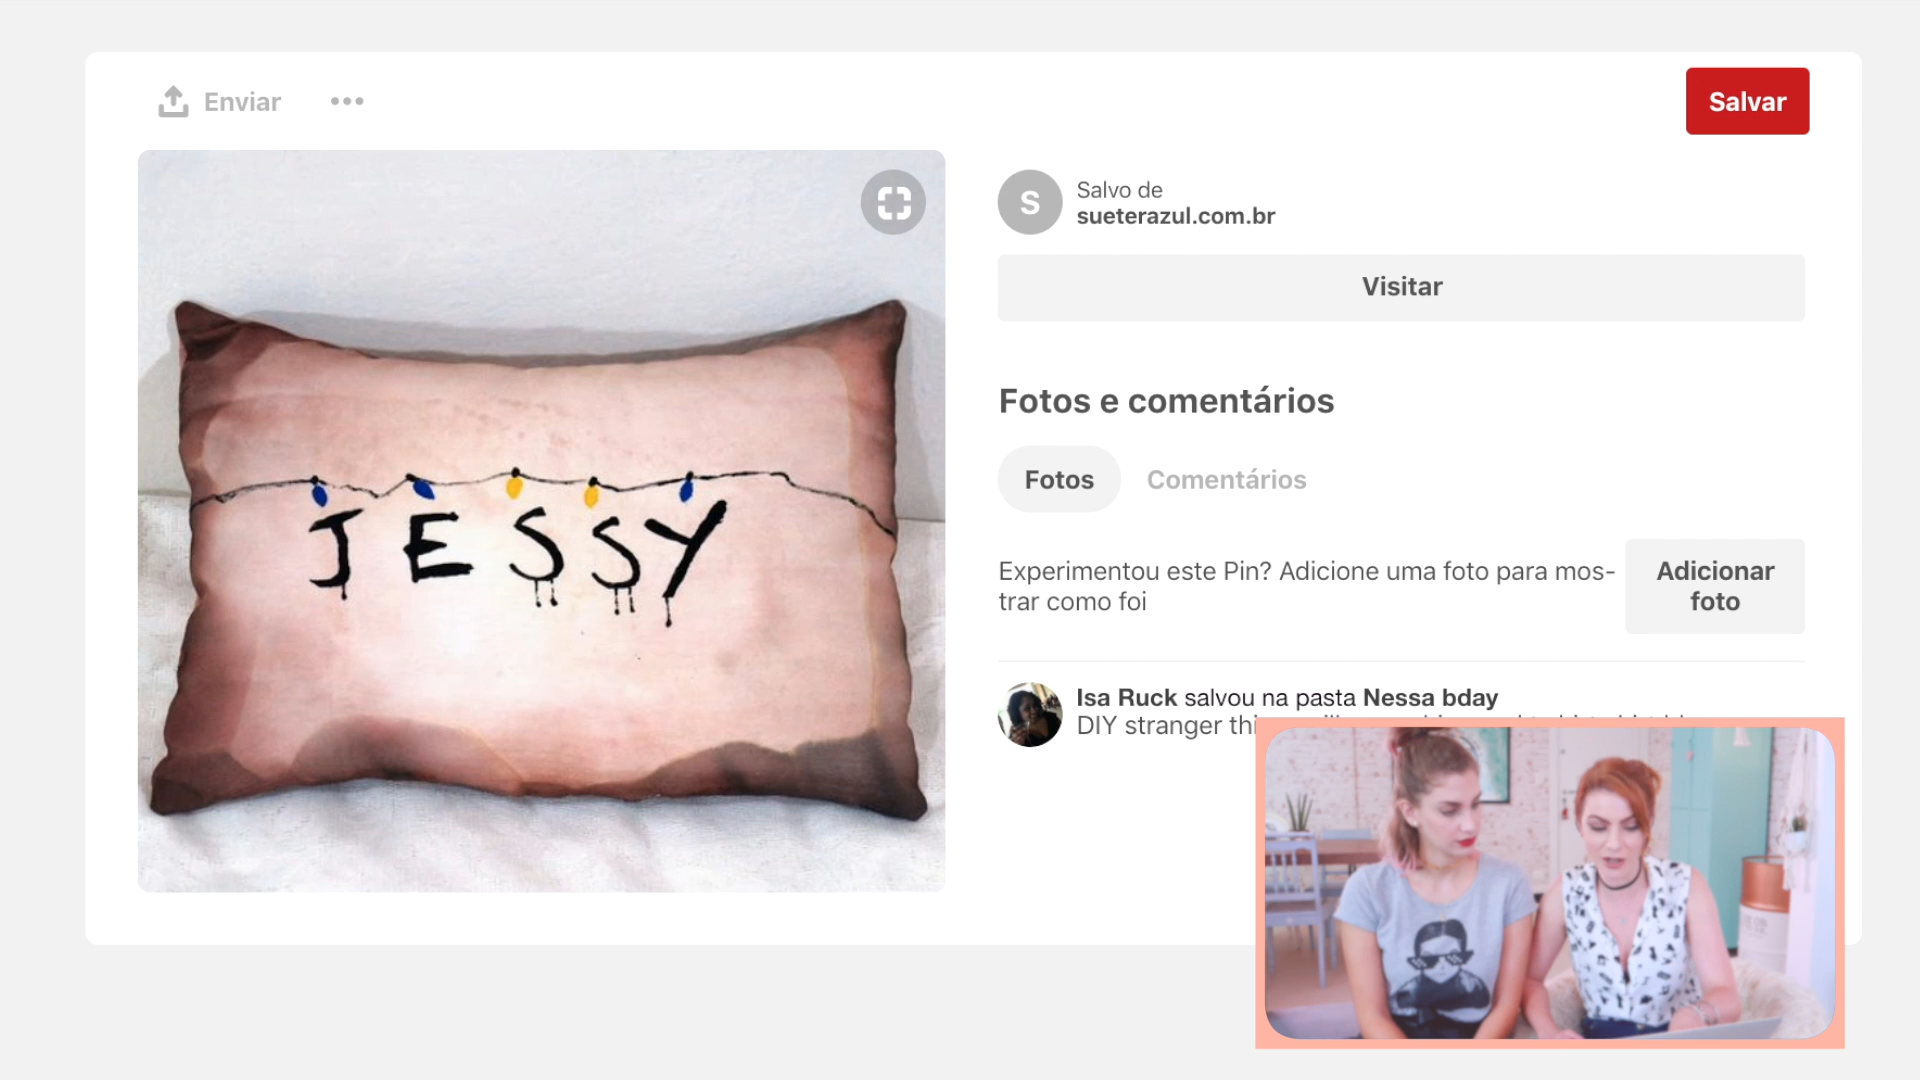 Enviar
Salvar
JESSY
S
Salvo de
sueterazul.com.br
Visitar
Fotos e comentários
Fotos
Comentários
Experimentou este Pin? Adicione uma foto para mos-
trar como foi
Adicionar
foto
Isa Ruck salvou na pasta Nessa bday
DIY stranger